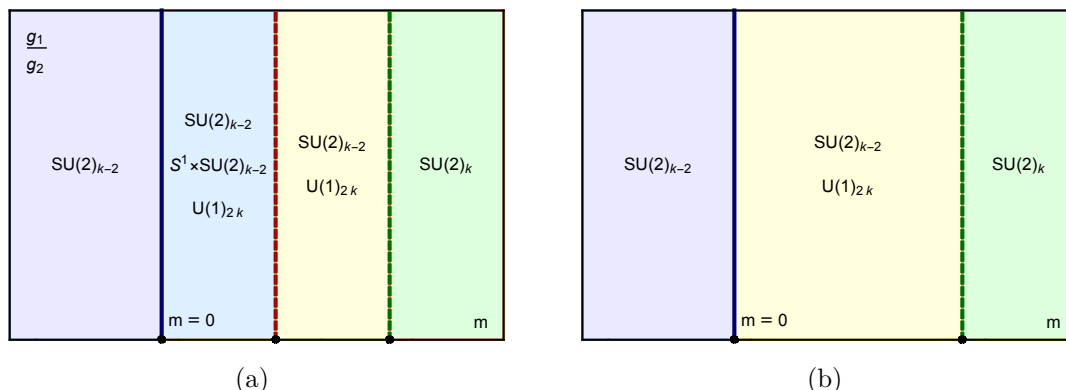 g₁
g₂
SU(2)ₖ₋₂
SU(2)ₖ₋₂
S¹×SU(2)ₖ₋₂
U(1)₂ₖ
SU(2)ₖ₋₂
U(1)₂ₖ
SU(2)ₖ
m = 0
m
(a)
SU(2)ₖ₋₂
SU(2)ₖ₋₂
U(1)₂ₖ
SU(2)ₖ
m = 0
m
(b)